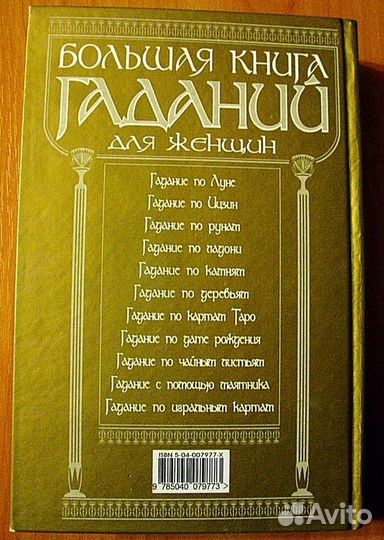 БОЛЬШАЯ КНИГА
ГАДАНИЙ
ДЛЯ ЖЕНЩИН
Гадание по Луне
Гадание по Ицзин
Гадание по рунам
Гадание по ладони
Гадание по камням
Гадание по деревьям
Гадание по картам Таро
Гадание по дате рождения
Гадание по чайным листьям
Гадание с помощью маятника
Гадание по игральным картам
ISBN 5-04-007977-X
9 785040 079773 >
Avito